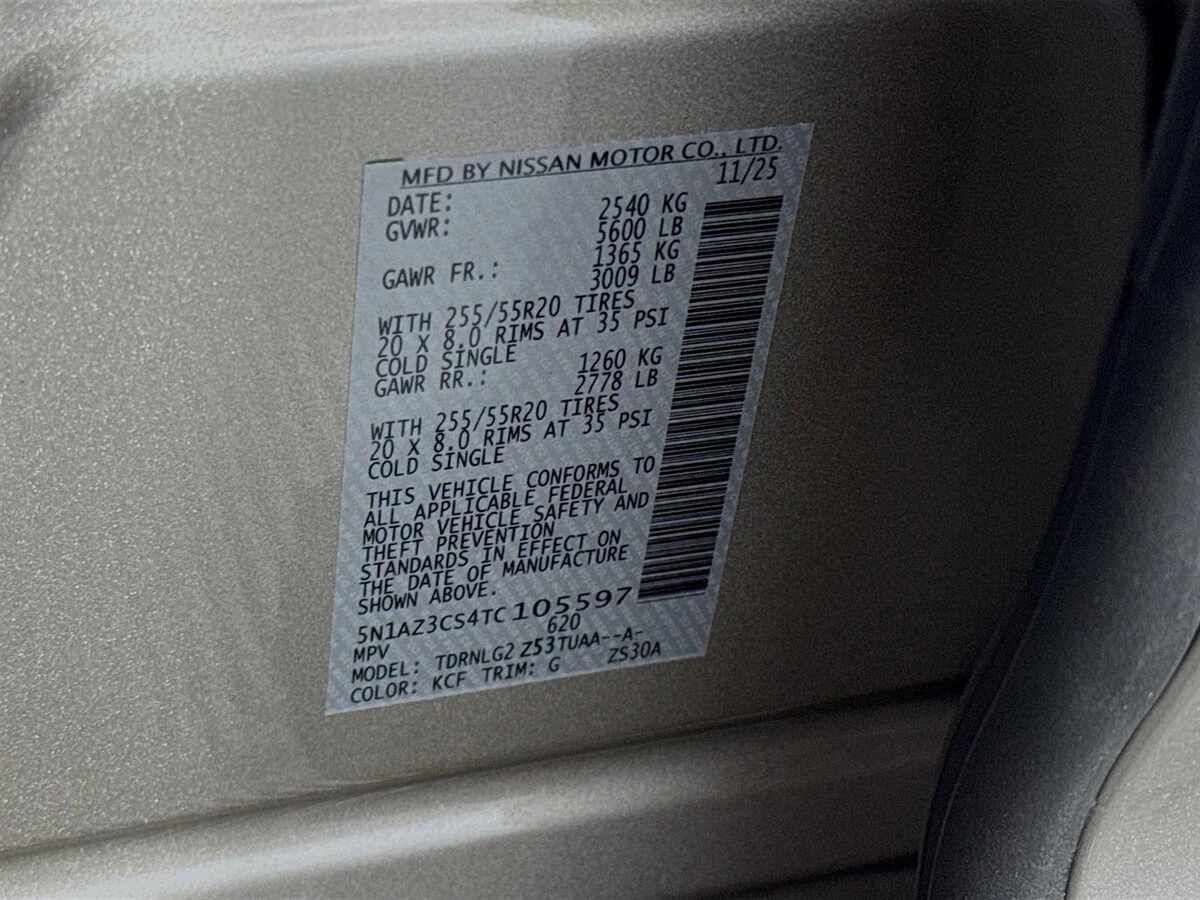 MFD BY NISSAN MOTOR CO., LTD.
DATE: 11/25
GVWR: 2540 KG
5600 LB
GAWR FR.: 1365 KG
3009 LB
WITH 255/55R20 TIRES
20 X 8.0 RIMS AT 35 PSI
COLD SINGLE
GAWR RR.: 1260 KG
2778 LB
WITH 255/55R20 TIRES
20 X 8.0 RIMS AT 35 PSI
COLD SINGLE
THIS VEHICLE CONFORMS TO
ALL APPLICABLE FEDERAL
MOTOR VEHICLE SAFETY AND
THEFT PREVENTION
STANDARDS IN EFFECT ON
THE DATE OF MANUFACTURE
SHOWN ABOVE.
5N1AZ3CS4TC105597
MPV 620
MODEL: TDRNLG2 Z53TUAA--A-
COLOR: KCF TRIM: G ZS30A